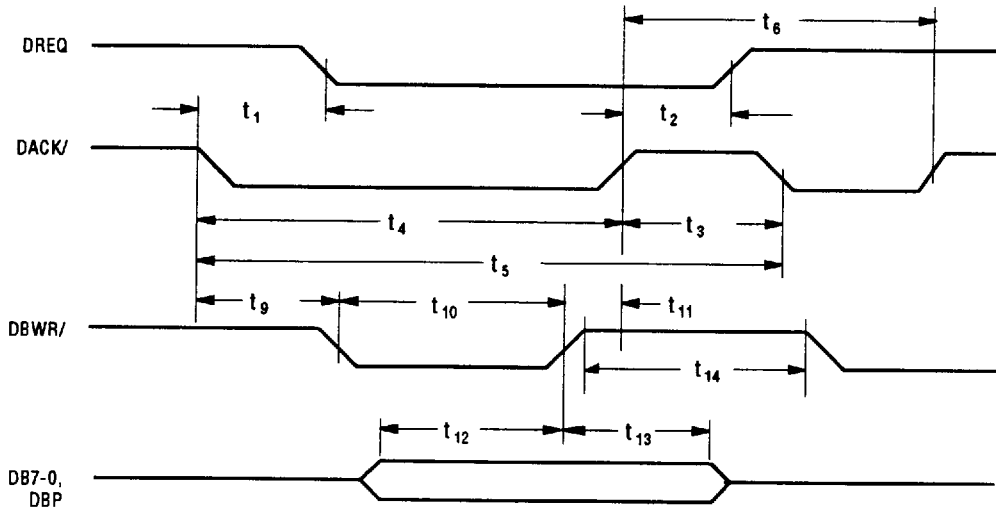 t6
DREQ
t1
t2
DACK/
t4
t3
t5
t9
t10
t11
DBWR/
t14
t12
t13
DB7-0,
DBP